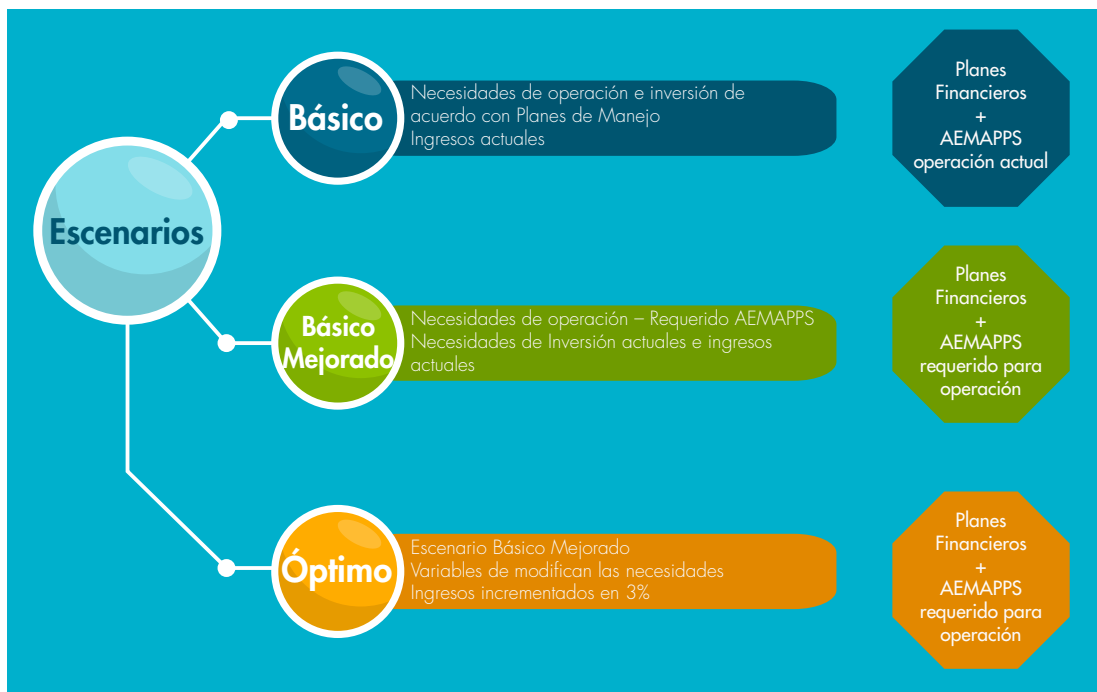 Escenarios
Básico
Necesidades de operación e inversión de
acuerdo con Planes de Manejo
Ingresos actuales
Planes
Financieros
+
AEMAPPS
operación actual
Básico
Mejorado
Necesidades de operación – Requerido AEMAPPS
Necesidades de Inversión actuales e ingresos
actuales
Planes
Financieros
+
AEMAPPS
requerido para
operación
Óptimo
Escenario Básico Mejorado
Variables de modifican las necesidades
Ingresos incrementados en 3%
Planes
Financieros
+
AEMAPPS
requerido para
operación